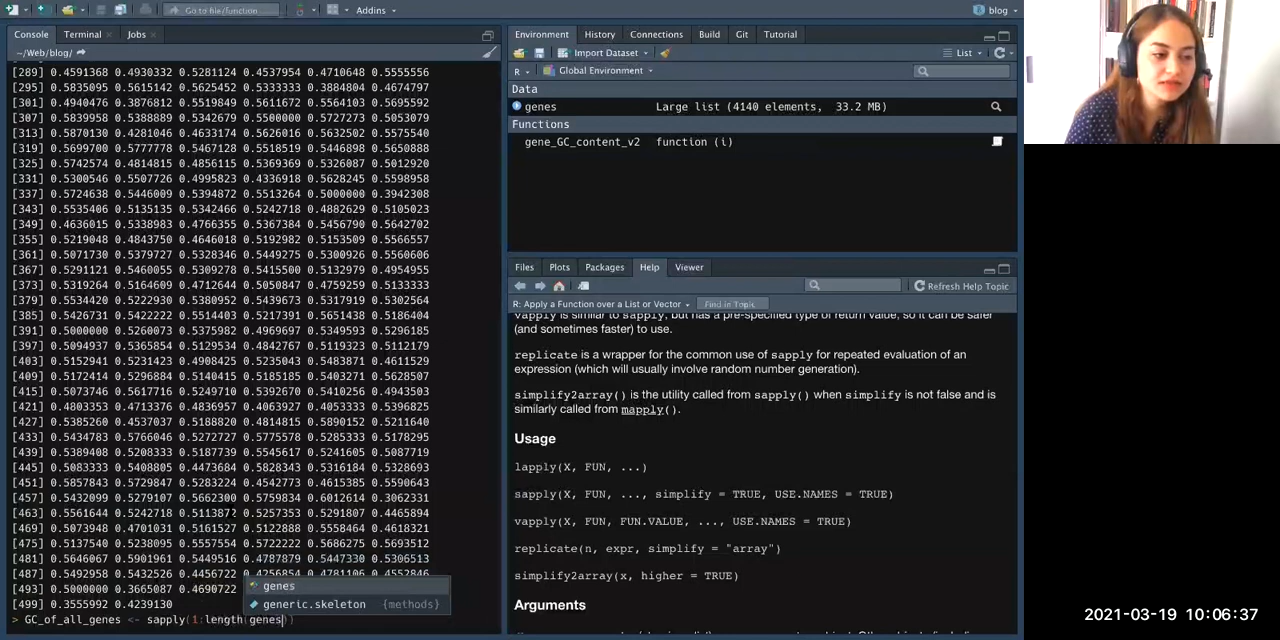 Go to file/function
Addins
blog
Console
Terminal
Jobs
~/Web/blog/
[289] 0.4591368 0.4930332 0.5281124 0.4537954 0.4710648 0.5555556
[295] 0.5835095 0.5615142 0.5625452 0.5333333 0.3884804 0.4674797
[301] 0.4940476 0.3876812 0.5519849 0.5611672 0.5564103 0.5695592
[307] 0.5839958 0.5388889 0.5342679 0.5500000 0.5727273 0.5053079
[313] 0.5870130 0.4281046 0.4633174 0.5626016 0.5632502 0.5575540
[319] 0.5699700 0.5777778 0.5467128 0.5518519 0.5446898 0.5650888
[325] 0.5742574 0.4814815 0.4856115 0.5369369 0.5326087 0.5012920
[331] 0.5300546 0.5507726 0.4995823 0.4336918 0.5628245 0.5598958
[337] 0.5724638 0.5446009 0.5394872 0.5513264 0.5000000 0.3942308
[343] 0.5535406 0.5135135 0.5342466 0.5242718 0.4882629 0.5105023
[349] 0.4636015 0.5338983 0.4766355 0.5367384 0.5456790 0.5642702
[355] 0.5219048 0.4843750 0.4646018 0.5192982 0.5153509 0.5566557
[361] 0.5071730 0.5379727 0.5328346 0.5449275 0.5300926 0.5560606
[367] 0.5291121 0.5460055 0.5309278 0.5415500 0.5132979 0.4954955
[373] 0.5319264 0.5164609 0.4712644 0.5050847 0.4759259 0.5133333
[379] 0.5534420 0.5222930 0.5380952 0.5439673 0.5317919 0.5302564
[385] 0.5426731 0.5422222 0.5514403 0.5217391 0.5651438 0.5186404
[391] 0.5000000 0.5260073 0.5375982 0.4969697 0.5349593 0.5296185
[397] 0.5094937 0.5365854 0.5129534 0.4842767 0.5119323 0.5112179
[403] 0.5152941 0.5231423 0.4908425 0.5235043 0.5483871 0.4611529
[409] 0.5172414 0.5296884 0.5140415 0.5185185 0.5403271 0.5628507
[415] 0.5073746 0.5617716 0.5249710 0.5392670 0.5410256 0.4943503
[421] 0.4803353 0.4713376 0.4836957 0.4063927 0.4053333 0.5396825
[427] 0.5385260 0.4537037 0.5188820 0.4814815 0.5890152 0.5211640
[433] 0.5434783 0.5766046 0.5272727 0.5775578 0.5285333 0.5178295
[439] 0.5389408 0.5208333 0.5187739 0.5545617 0.5241605 0.5087719
[445] 0.5083333 0.5408805 0.4473684 0.5828343 0.5316184 0.5328693
[451] 0.5857843 0.5729847 0.5283224 0.4542773 0.4615385 0.5590643
[457] 0.5432099 0.5279107 0.5662300 0.5759834 0.6012614 0.3062331
[463] 0.5561644 0.5242718 0.5113872 0.5257353 0.5291807 0.4465894
[469] 0.5073948 0.4701031 0.5161527 0.5122888 0.5558464 0.4618321
[475] 0.5137540 0.5238095 0.5557554 0.5722222 0.5686275 0.5693512
[481] 0.5646067 0.5901961 0.5449516 0.4787879 0.5447330 0.5306513
[487] 0.5492958 0.5432526 0.4456722 0.4256854 0.4781106 0.4552846
[493] 0.5000000 0.3665087 0.4690722
[499] 0.3555992 0.4239130
> GC_of_all_genes <- sapply(1:length(genes))
genes
generic.skeleton {methods}
Environment
History
Connections
Build
Git
Tutorial
Import Dataset
List
R
Global Environment
Data
genes Large list (4140 elements, 33.2 MB)
Functions
gene_GC_content_v2 function (i)
Files
Plots
Packages
Help
Viewer
Refresh Help Topic
R: Apply a Function over a List or Vector
Find in Topic
vapply is similar to sapply, but has a pre-specified type of return value, so it can be safer
(and sometimes faster) to use.
replicate is a wrapper for the common use of sapply for repeated evaluation of an
expression (which will usually involve random number generation).
simplify2array() is the utility called from sapply() when simplify is not false and is
similarly called from mapply().
Usage
lapply(X, FUN, ...)
sapply(X, FUN, ..., simplify = TRUE, USE.NAMES = TRUE)
vapply(X, FUN, FUN.VALUE, ..., USE.NAMES = TRUE)
replicate(n, expr, simplify = "array")
simplify2array(x, higher = TRUE)
Arguments
2021-03-19 10:06:37